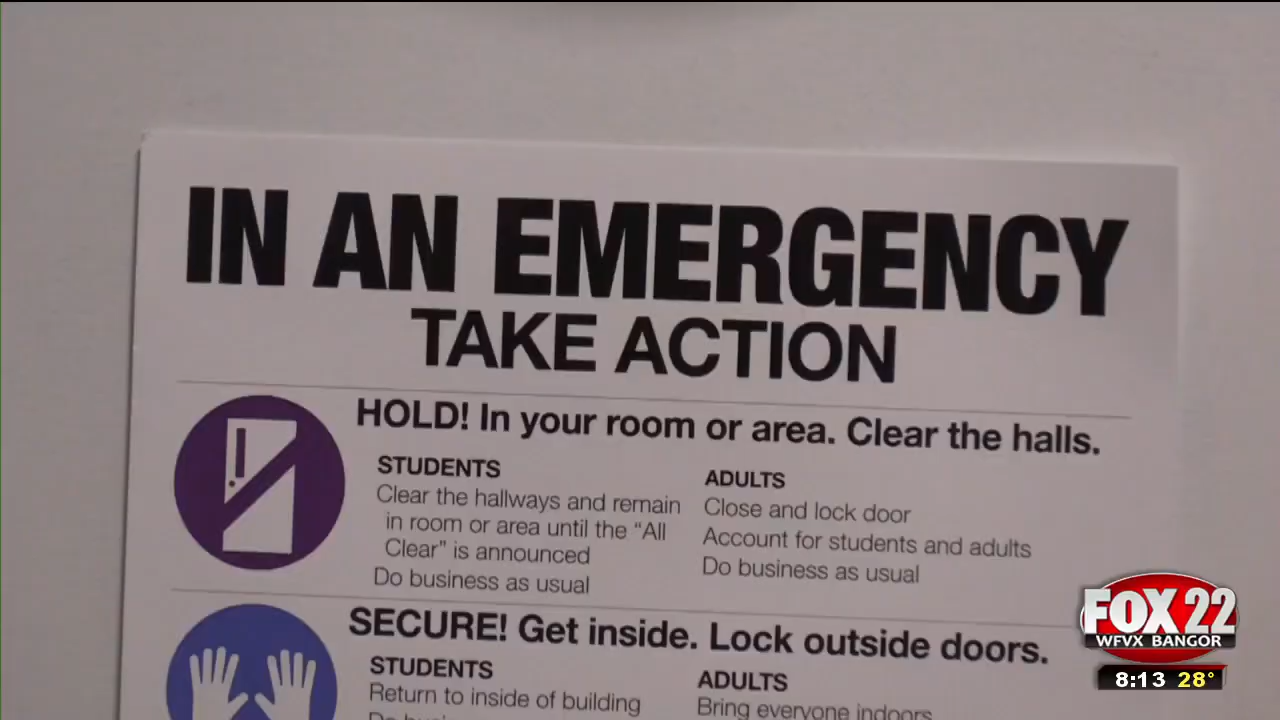 IN AN EMERGENCY
TAKE ACTION
HOLD! In your room or area. Clear the halls.
STUDENTS
Clear the hallways and remain
in room or area until the “All
Clear” is announced
Do business as usual
ADULTS
Close and lock door
Account for students and adults
Do business as usual
SECURE! Get inside. Lock outside doors.
STUDENTS
Return to inside of building
ADULTS
Bring everyone indoors
FOX 22
WFVX BANGOR
8:13 28°